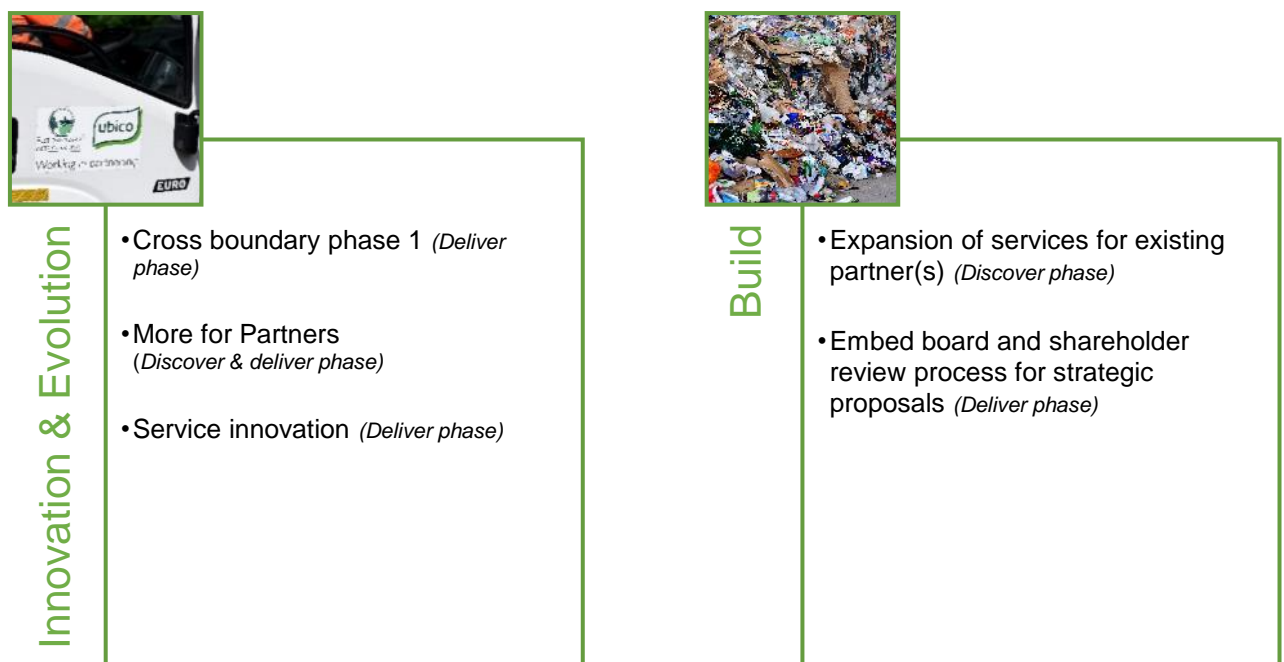 ubico
Working in partnership
EURO
Innovation & Evolution
•Cross boundary phase 1 (Deliver
phase)
•More for Partners
(Discover & deliver phase)
•Service innovation (Deliver phase)
Build
•Expansion of services for existing
partner(s) (Discover phase)
•Embed board and shareholder
review process for strategic
proposals (Deliver phase)